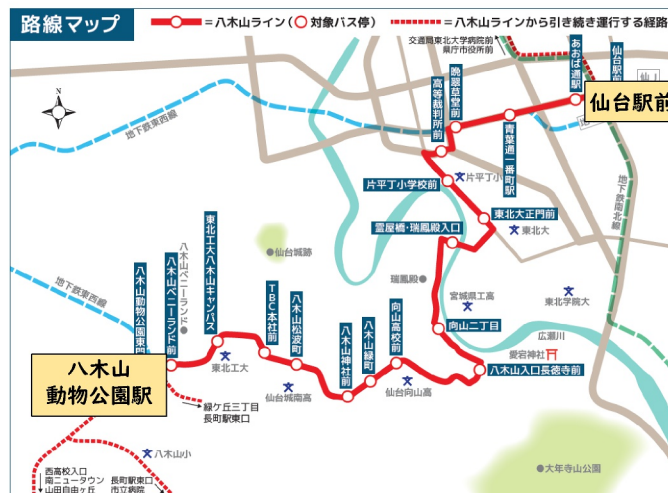 路線マップ
=八木山ライン(○対象バス停)
=八木山ラインから引き続き運行する経路
交通局東北大学病院前
県庁市役所前
あおば通駅
仙台駅前
仙台駅前
晩翠草堂前
高等裁判所前
青葉通一番町駅
地下鉄東西線
片平丁小
片平丁小学校前
東北大正門前
東北大
地下鉄南北線
霊屋橋・瑞鳳殿入口
仙台城跡
瑞鳳殿
宮城県工高
東北学院大
向山二丁目
広瀬川
愛宕神社
八木山入口長徳寺前
地下鉄東西線
八木山動物公園東門
八木山ベニーランド前
八木山ベニーランド
東北工大八木山キャンパス
TBC本社前
八木山松波町
八木山神社前
八木山緑町
向山高校前
東北工大
仙台城南高
仙台向山高
八木山
動物公園駅
緑ケ丘三丁目
長町駅東口
八木山小
大年寺山公園
西高校入口
南ニュータウン
山田自由ヶ丘
長町駅東口
市立病院